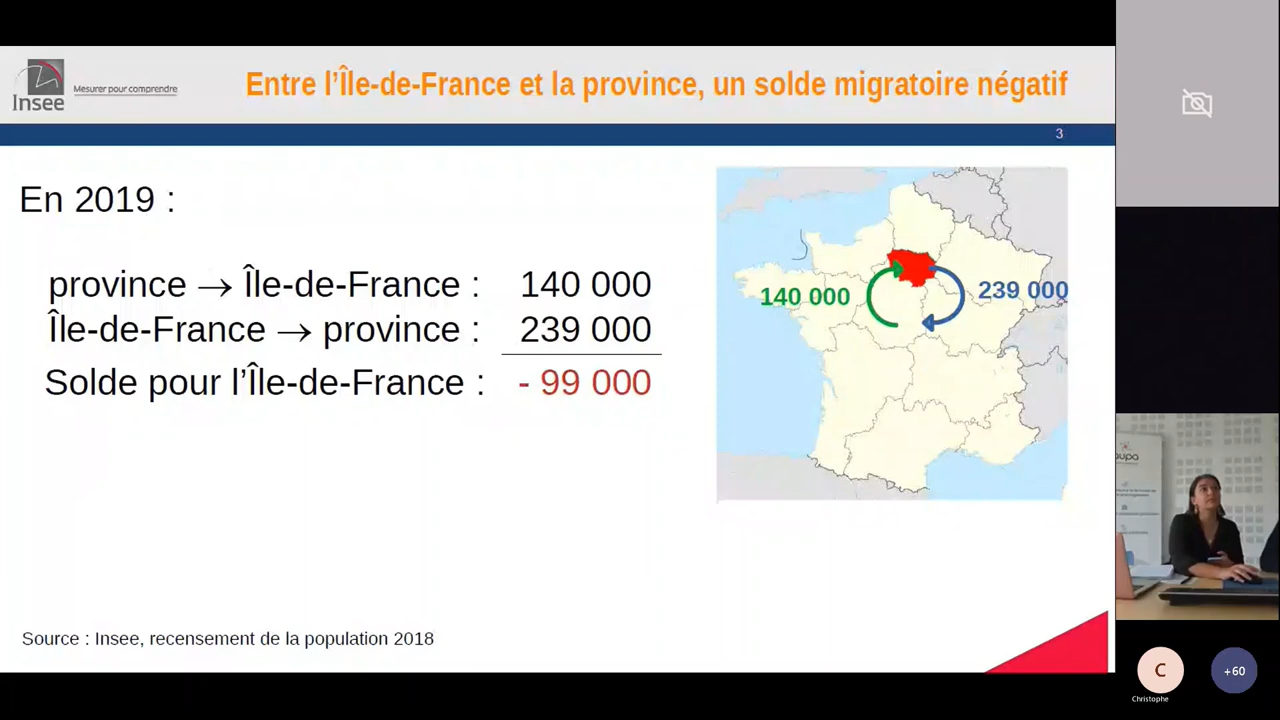 Insee
Mesurer pour comprendre
Entre l'Île-de-France et la province, un solde migratoire négatif
3
En 2019 :
province → Île-de-France : 140 000
Île-de-France → province : 239 000
Solde pour l'Île-de-France : - 99 000
140 000
239 000
Source : Insee, recensement de la population 2018
C
+60
Christophe